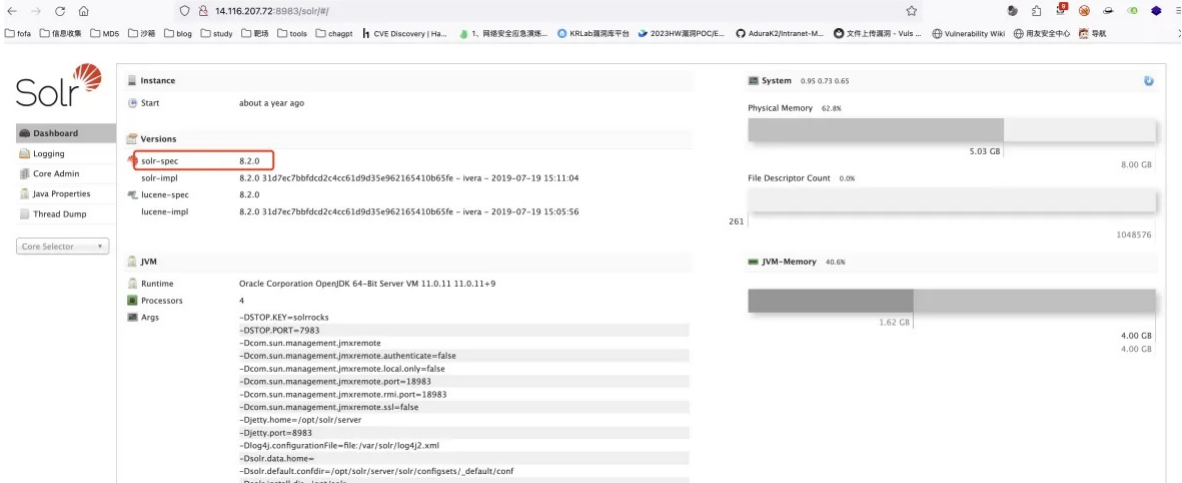 14.116.207.72:8983/solr/#/
fofa 信息收集 MD5 沙箱 blog study 靶场 tools chagpt CVE Discovery | Ha... 1、网络安全应急演练... KRLab漏洞库平台 2023HW漏洞POC/E... AduraK2/Intranet-M... 文件上传漏洞 - Vuls ... Vulnerability Wiki 用友安全中心 导航
9
Solr
Dashboard
Logging
Core Admin
Java Properties
Thread Dump
Core Selector
Instance
Start about a year ago
Versions
solr-spec 8.2.0
solr-impl 8.2.0 31d7ec7bbfdcd2c4cc61d9d35e962165410b65fe - ivera - 2019-07-19 15:11:04
lucene-spec 8.2.0
lucene-impl 8.2.0 31d7ec7bbfdcd2c4cc61d9d35e962165410b65fe - ivera - 2019-07-19 15:05:56
JVM
Runtime Oracle Corporation OpenJDK 64-Bit Server VM 11.0.11 11.0.11+9
Processors 4
Args -DSTOP.KEY=solrrocks
-DSTOP.PORT=7983
-Dcom.sun.management.jmxremote
-Dcom.sun.management.jmxremote.authenticate=false
-Dcom.sun.management.jmxremote.local.only=false
-Dcom.sun.management.jmxremote.port=18983
-Dcom.sun.management.jmxremote.rmi.port=18983
-Dcom.sun.management.jmxremote.ssl=false
-Djetty.home=/opt/solr/server
-Djetty.port=8983
-Dlog4j.configurationFile=file:/var/solr/log4j2.xml
-Dsolr.data.home=
-Dsolr.default.confdir=/opt/solr/server/solr/configsets/_default/conf
System 0.95 0.73 0.65
Physical Memory 62.8%
5.03 GB
8.00 GB
File Descriptor Count 0.0%
261
1048576
JVM-Memory 40.6%
1.62 GB
4.00 GB
4.00 GB